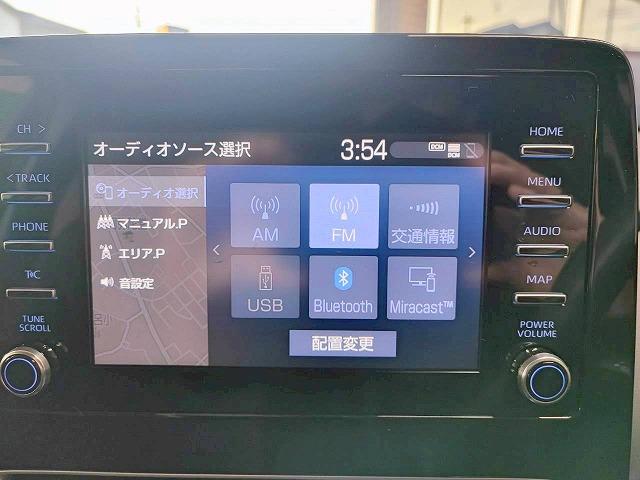 CH >
< TRACK
PHONE
T&C
TUNE
SCROLL
オーディオソース選択
3:54
DCM
DCM
オーディオ選択
マニュアル.P
エリア.P
音設定
AM
FM
交通情報
USB
Bluetooth
Miracast™
配置変更
HOME
MENU
AUDIO
MAP
POWER
VOLUME